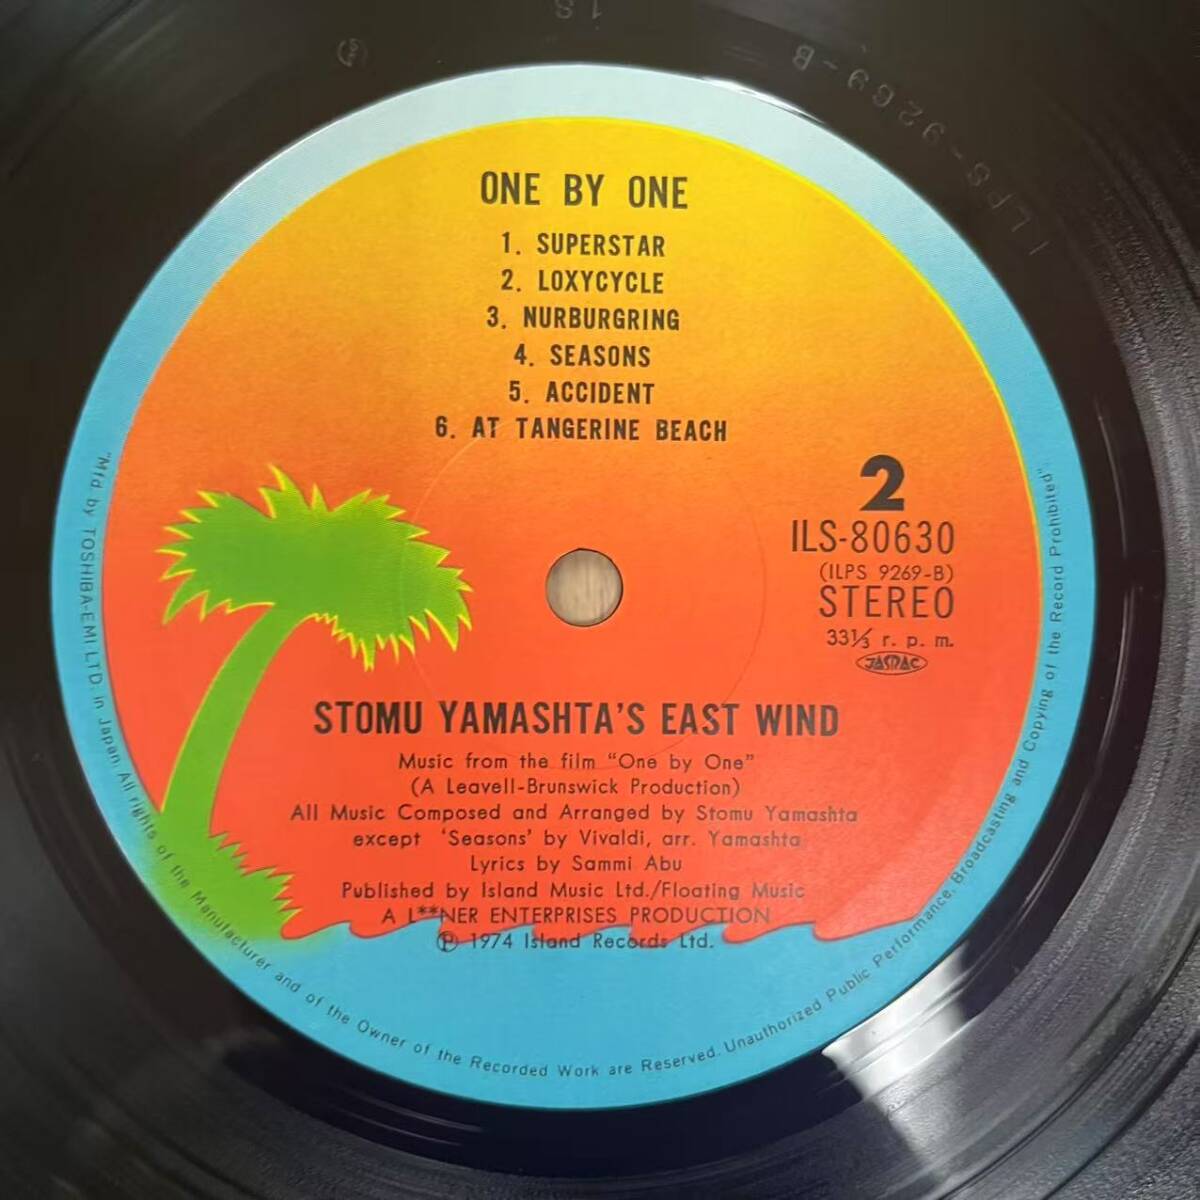 ONE BY ONE
1. SUPERSTAR
2. LOXYCYCLE
3. NURBURGRING
4. SEASONS
5. ACCIDENT
6. AT TANGERINE BEACH
2
ILS-80630
(ILPS 9269-B)
STEREO
33⅓ r. p. m.
JASRAC
STOMU YAMASHTA'S EAST WIND
Music from the film "One by One"
(A Leavell-Brunswick Production)
All Music Composed and Arranged by Stomu Yamashta
except 'Seasons' by Vivaldi, arr. Yamashta
Lyrics by Sammi Abu
Published by Island Music Ltd./Floating Music
A L**NER ENTERPRISES PRODUCTION
℗ 1974 Island Records Ltd.
"Mfd by TOSHIBA-EMI LTD. in Japan. All rights of the Manufacturer and of the Owner of the Recorded Work are Reserved. Unauthorized Public Performance, Broadcasting and Copying of the Record Prohibited"
ILPS-9269-B
1S